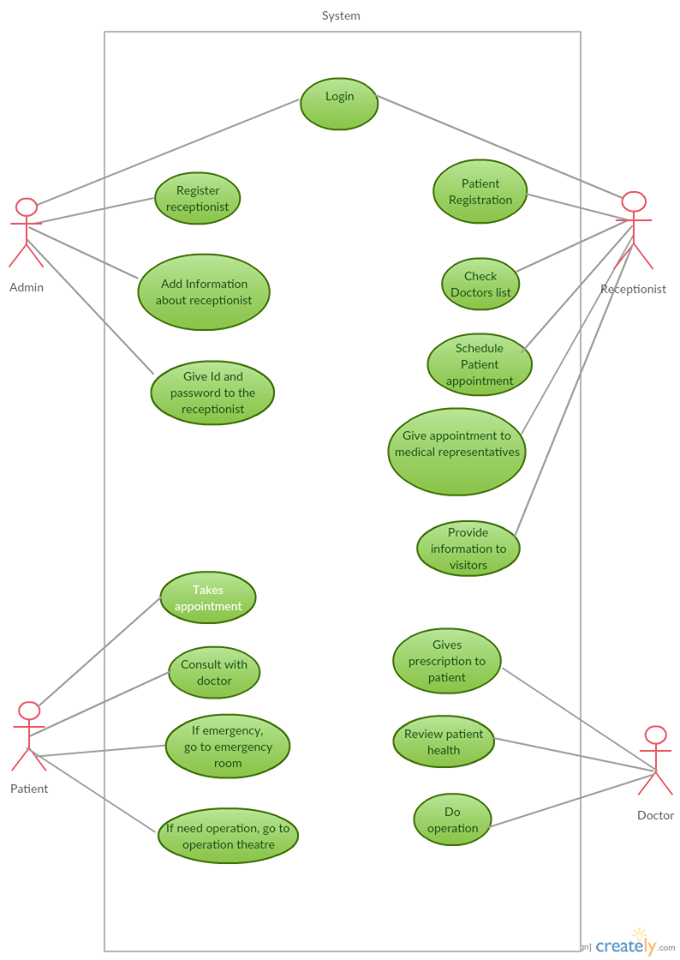 System
Login
Register
receptionist
Patient
Registration
Admin
Add Information
about receptionist
Check
Doctors list
Receptionist
Schedule
Patient
appointment
Give Id and
password to the
receptionist
Give appointment to
medical representatives
Provide
information to
visitors
Takes
appointment
Gives
prescription to
patient
Consult with
doctor
If emergency,
go to emergency
room
Review patient
health
Patient
Doctor
Do
operation
If need operation, go to
operation theatre
gn] creately.com